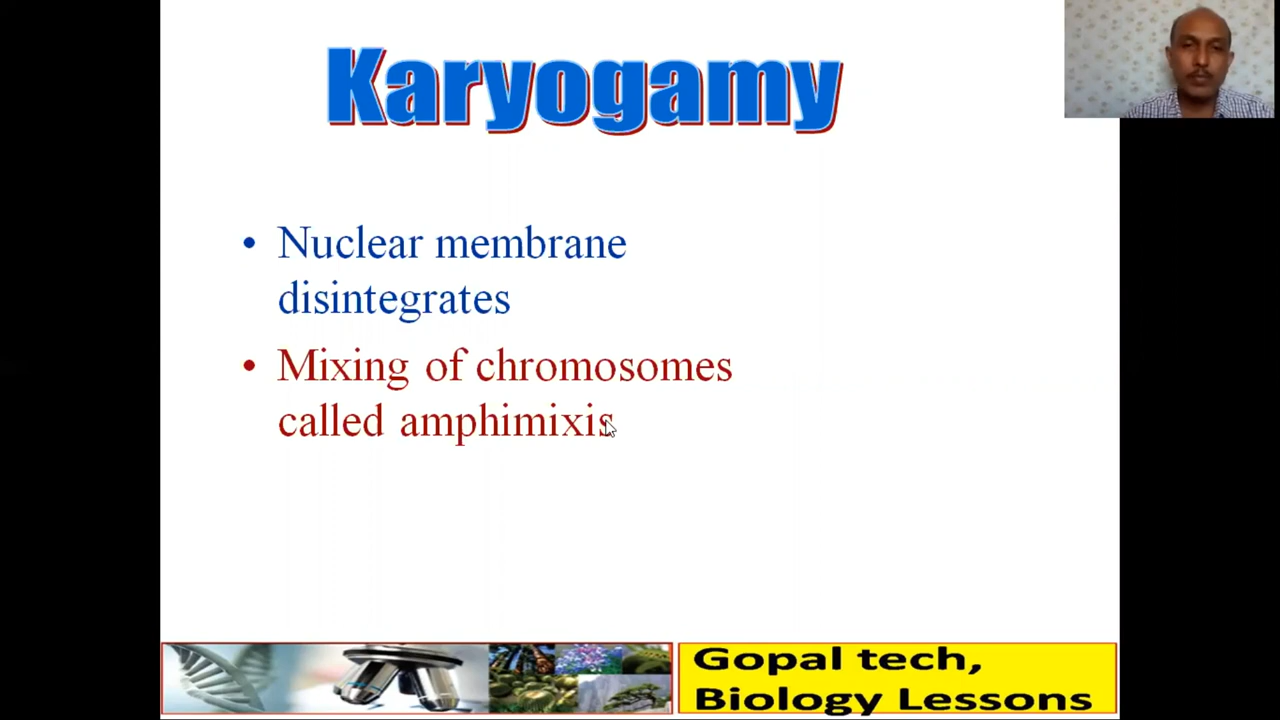 Karyogamy
• Nuclear membrane
disintegrates
• Mixing of chromosomes
called amphimixis
Gopal tech,
Biology Lessons